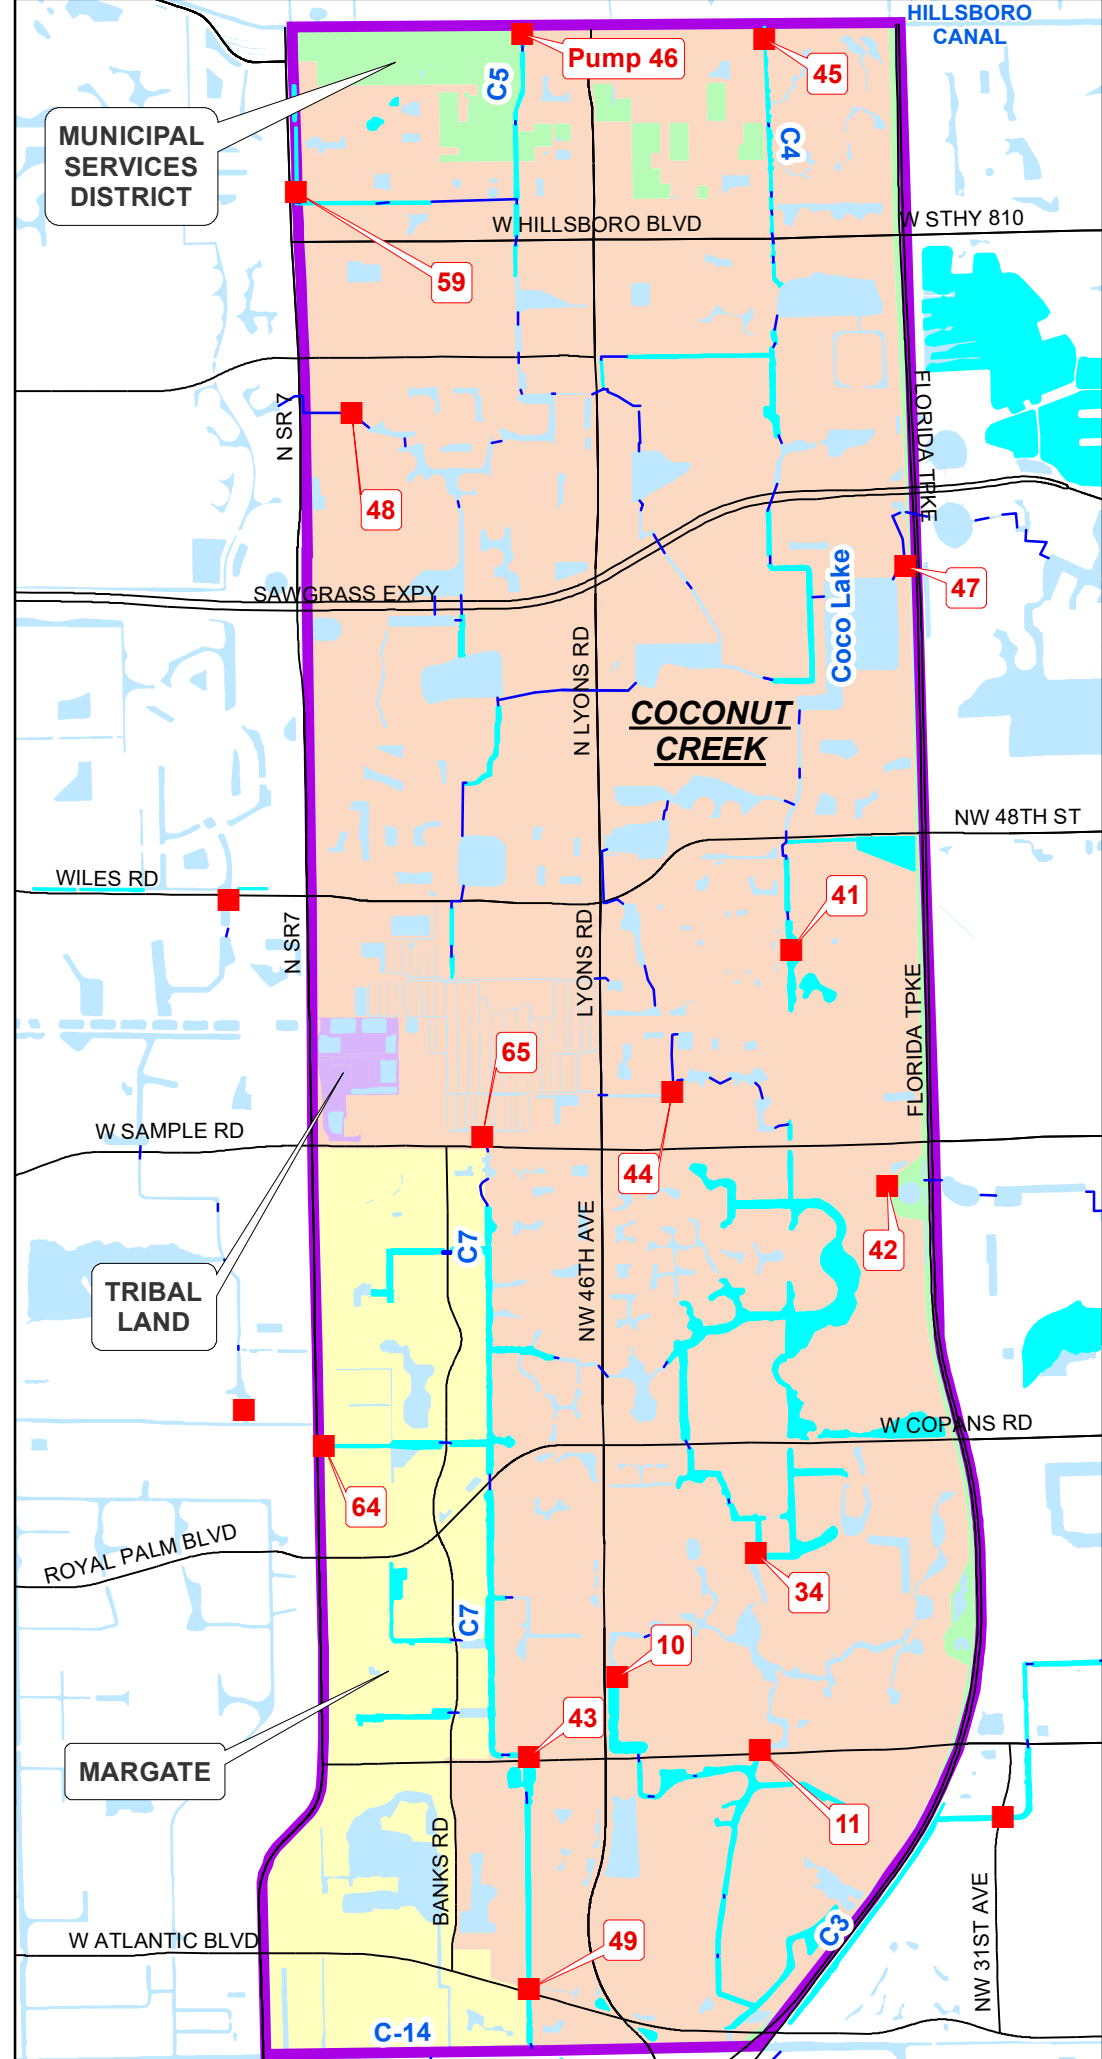 HILLSBORO
CANAL
Pump 46
45
C5
C4
MUNICIPAL
SERVICES
DISTRICT
W HILLSBORO BLVD
W STHY 810
59
N SR 7
FLORIDA TPKE
48
SAWGRASS EXPY
Coco Lake
47
N LYONS RD
COCONUT
CREEK
NW 48TH ST
WILES RD
41
N SR7
LYONS RD
FLORIDA TPKE
65
W SAMPLE RD
44
42
C7
NW 46TH AVE
TRIBAL
LAND
W COPANS RD
64
ROYAL PALM BLVD
34
C7
10
43
MARGATE
11
BANKS RD
C3
NW 31ST AVE
W ATLANTIC BLVD
49
C-14